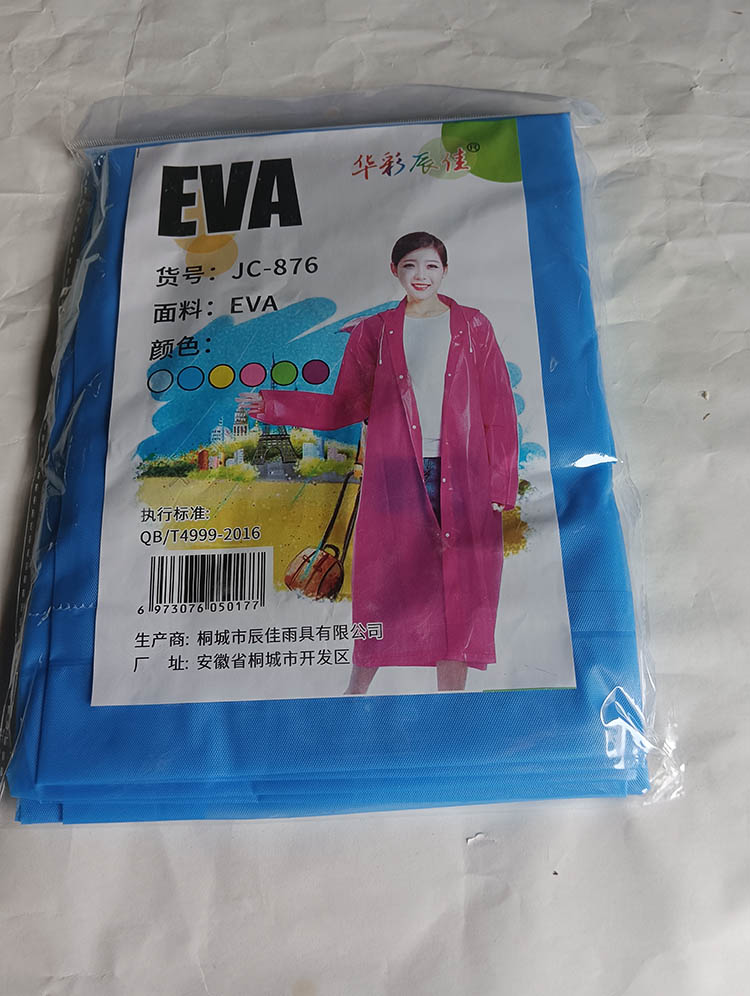 EVA
华彩辰佳®
货号：JC-876
面料：EVA
颜色：
执行标准:
QB/T4999-2016
6 973076 050177
生产商: 桐城市辰佳雨具有限公司
厂 址: 安徽省桐城市开发区